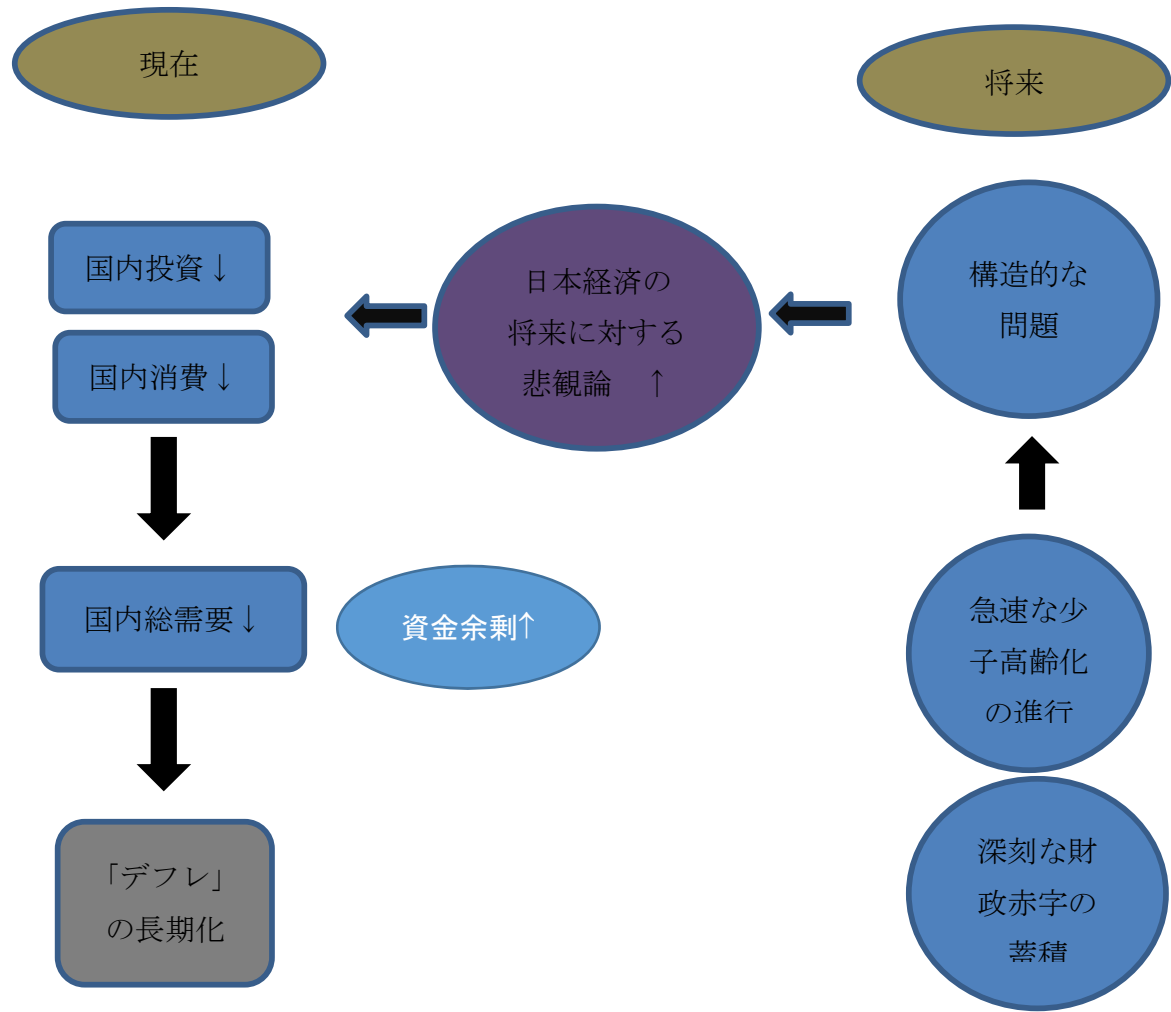 現在
将来
国内投資↓
国内消費↓
日本経済の
将来に対する
悲観論　↑
構造的な
問題
国内総需要↓
資金余剰↑
急速な少
子高齢化
の進行
「デフレ」
の長期化
深刻な財
政赤字の
蓄積